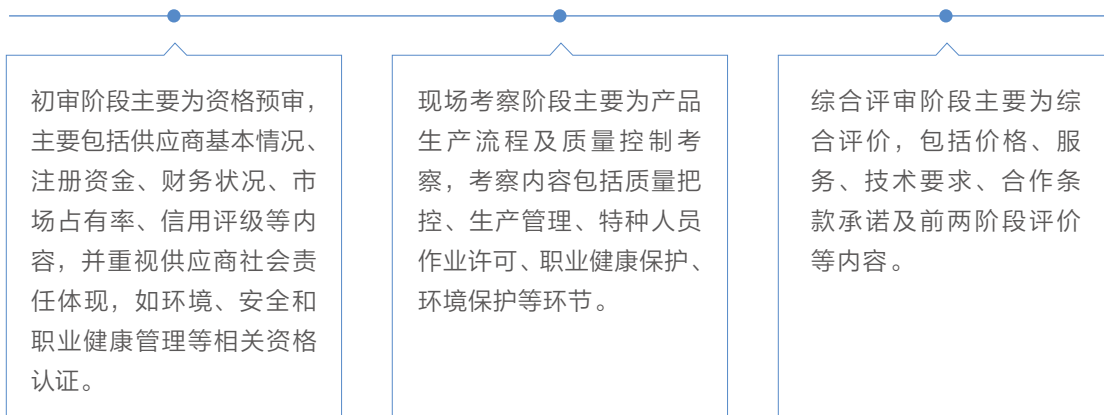 初审阶段主要为资格预审，
主要包括供应商基本情况、
注册资金、财务状况、市
场占有率、信用评级等内
容，并重视供应商社会责
任体现，如环境、安全和
职业健康管理等相关资格
认证。
现场考察阶段主要为产品
生产流程及质量控制考
察，考察内容包括质量把
控、生产管理、特种人员
作业许可、职业健康保护、
环境保护等环节。
综合评审阶段主要为综
合评价，包括价格、服
务、技术要求、合作条
款承诺及前两阶段评价
等内容。